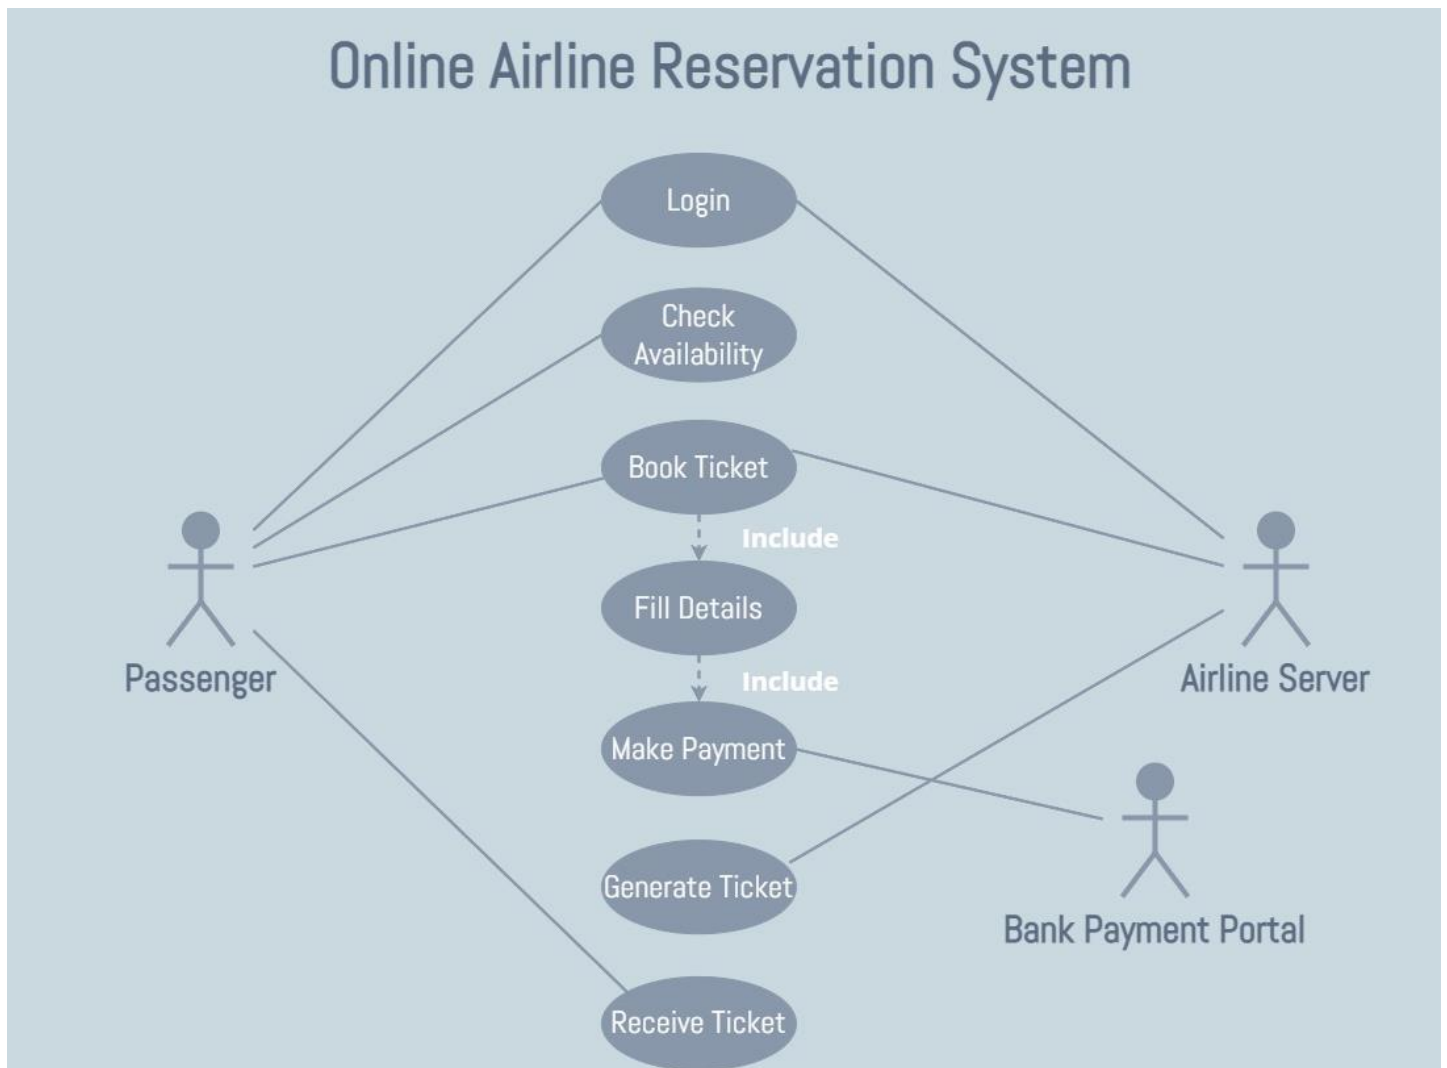 Online Airline Reservation System
Login
Check
Availability
Book Ticket
Include
Fill Details
Include
Make Payment
Generate Ticket
Receive Ticket
Passenger
Airline Server
Bank Payment Portal